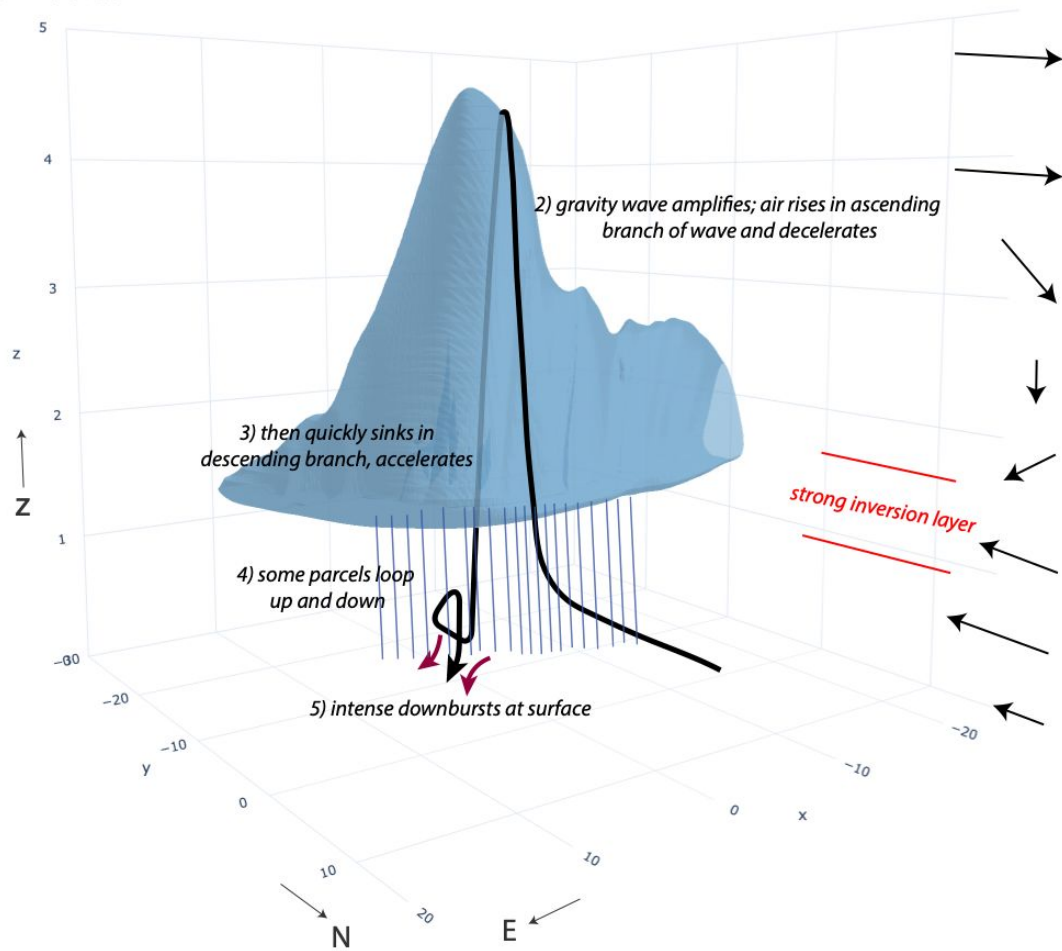 5
4
3
z
2
Z
1
−30
−20
−10
y
0
10
20
N
E
10
0
x
−10
−20
2) gravity wave amplifies; air rises in ascending
branch of wave and decelerates
3) then quickly sinks in
descending branch, accelerates
strong inversion layer
4) some parcels loop
up and down
5) intense downbursts at surface